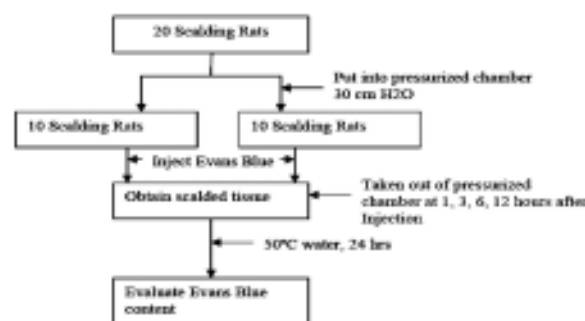 20 Scalding Rats
Put into pressurized chamber
30 cm H2O
10 Scalding Rats
10 Scalding Rats
Inject Evans Blue
Obtain scalded tissue
Taken out of pressurized
chamber at 1, 3, 6, 12 hours after
Injection
50°C water, 24 hrs
Evaluate Evans Blue
content